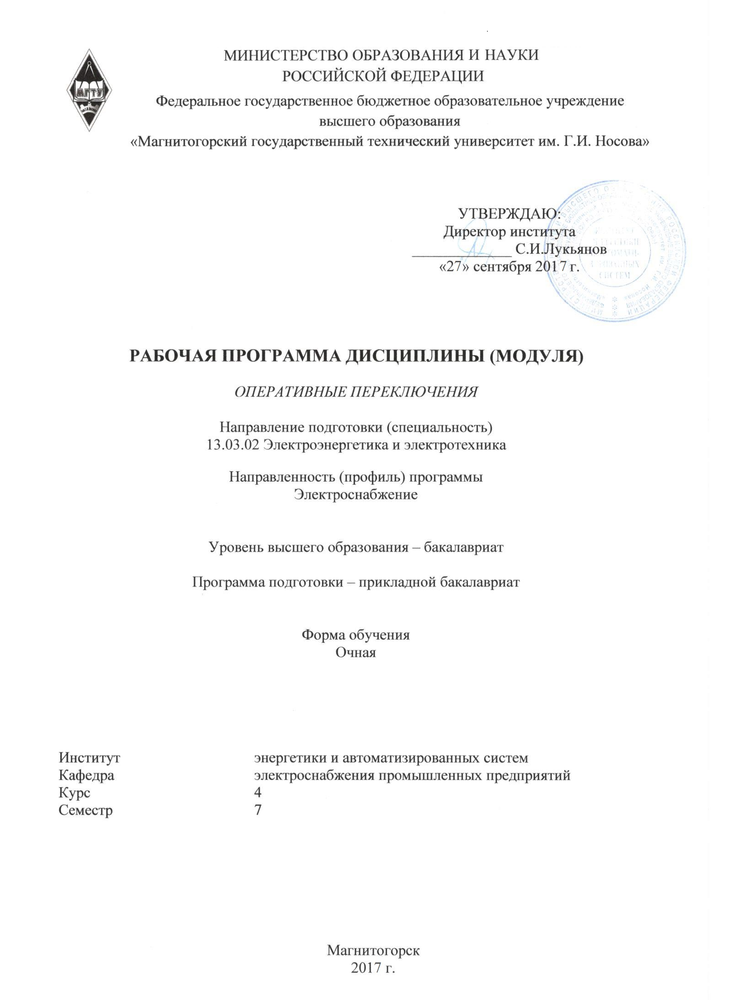 МИНИСТЕРСТВО ОБРАЗОВАНИЯ И НАУКИ
РОССИЙСКОЙ ФЕДЕРАЦИИ
Федеральное государственное бюджетное образовательное учреждение
высшего образования
«Магнитогорский государственный технический университет им. Г.И. Носова»
МГТУ
УТВЕРЖДАЮ:
Директор института
_____________ С.И.Лукьянов
«27» сентября 2017 г.
РАБОЧАЯ ПРОГРАММА ДИСЦИПЛИНЫ (МОДУЛЯ)
ОПЕРАТИВНЫЕ ПЕРЕКЛЮЧЕНИЯ
Направление подготовки (специальность)
13.03.02 Электроэнергетика и электротехника
Направленность (профиль) программы
Электроснабжение
Уровень высшего образования – бакалавриат
Программа подготовки – прикладной бакалавриат
Форма обучения
Очная
Институт энергетики и автоматизированных систем
Кафедра электроснабжения промышленных предприятий
Курс 4
Семестр 7
Магнитогорск
2017 г.